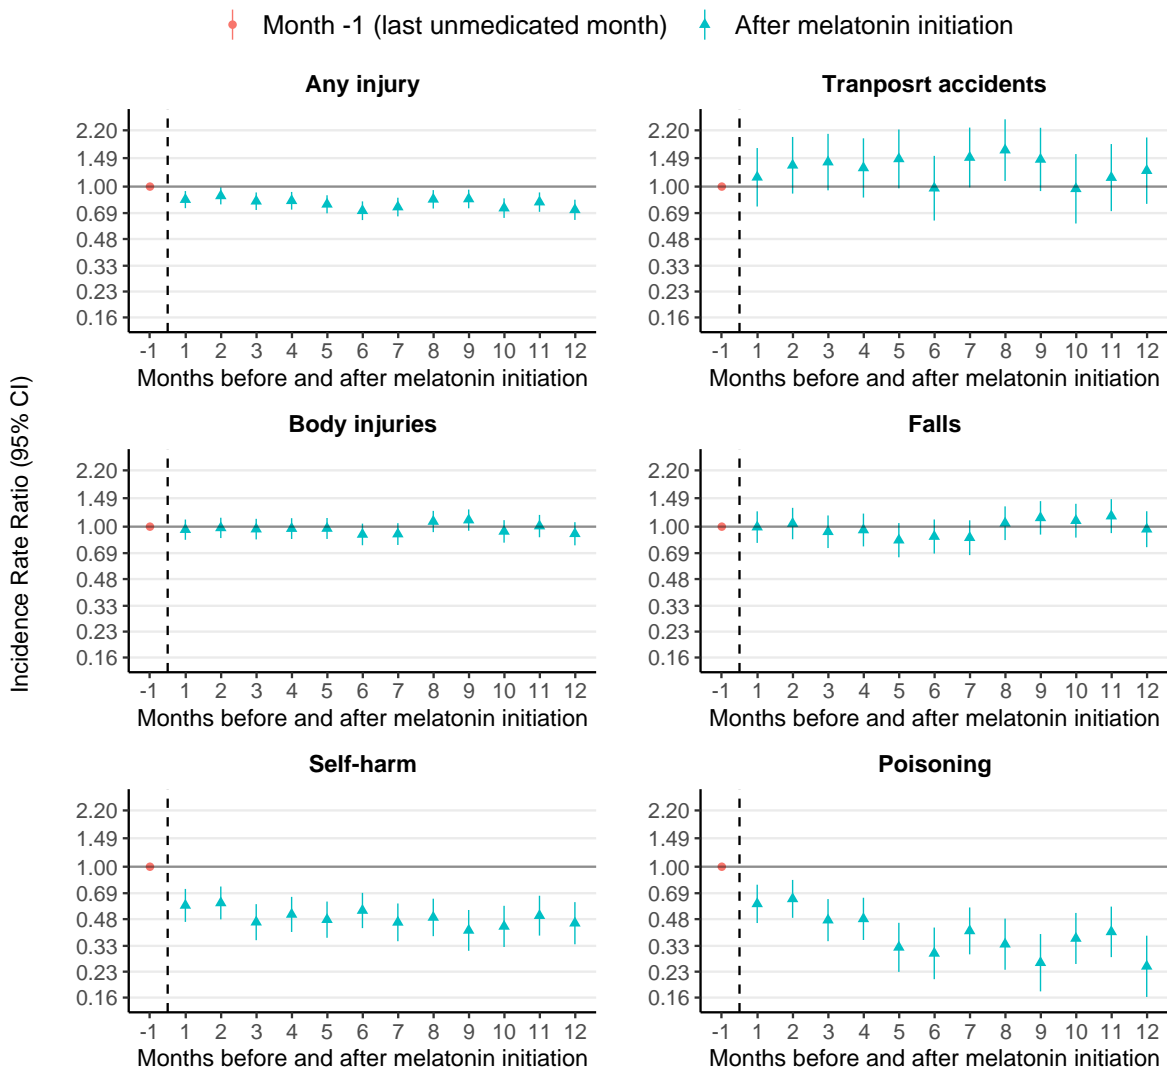 Month -1 (last unmedicated month) After melatonin initiation
Incidence Rate Ratio (95% CI)
Any injury
2.20
1.49
1.00
0.69
0.48
0.33
0.23
0.16
-1 1 2 3 4 5 6 7 8 9 10 11 12
Months before and after melatonin initiation
Tranposrt accidents
2.20
1.49
1.00
0.69
0.48
0.33
0.23
0.16
-1 1 2 3 4 5 6 7 8 9 10 11 12
Months before and after melatonin initiation
Body injuries
2.20
1.49
1.00
0.69
0.48
0.33
0.23
0.16
-1 1 2 3 4 5 6 7 8 9 10 11 12
Months before and after melatonin initiation
Falls
2.20
1.49
1.00
0.69
0.48
0.33
0.23
0.16
-1 1 2 3 4 5 6 7 8 9 10 11 12
Months before and after melatonin initiation
Self-harm
2.20
1.49
1.00
0.69
0.48
0.33
0.23
0.16
-1 1 2 3 4 5 6 7 8 9 10 11 12
Months before and after melatonin initiation
Poisoning
2.20
1.49
1.00
0.69
0.48
0.33
0.23
0.16
-1 1 2 3 4 5 6 7 8 9 10 11 12
Months before and after melatonin initiation